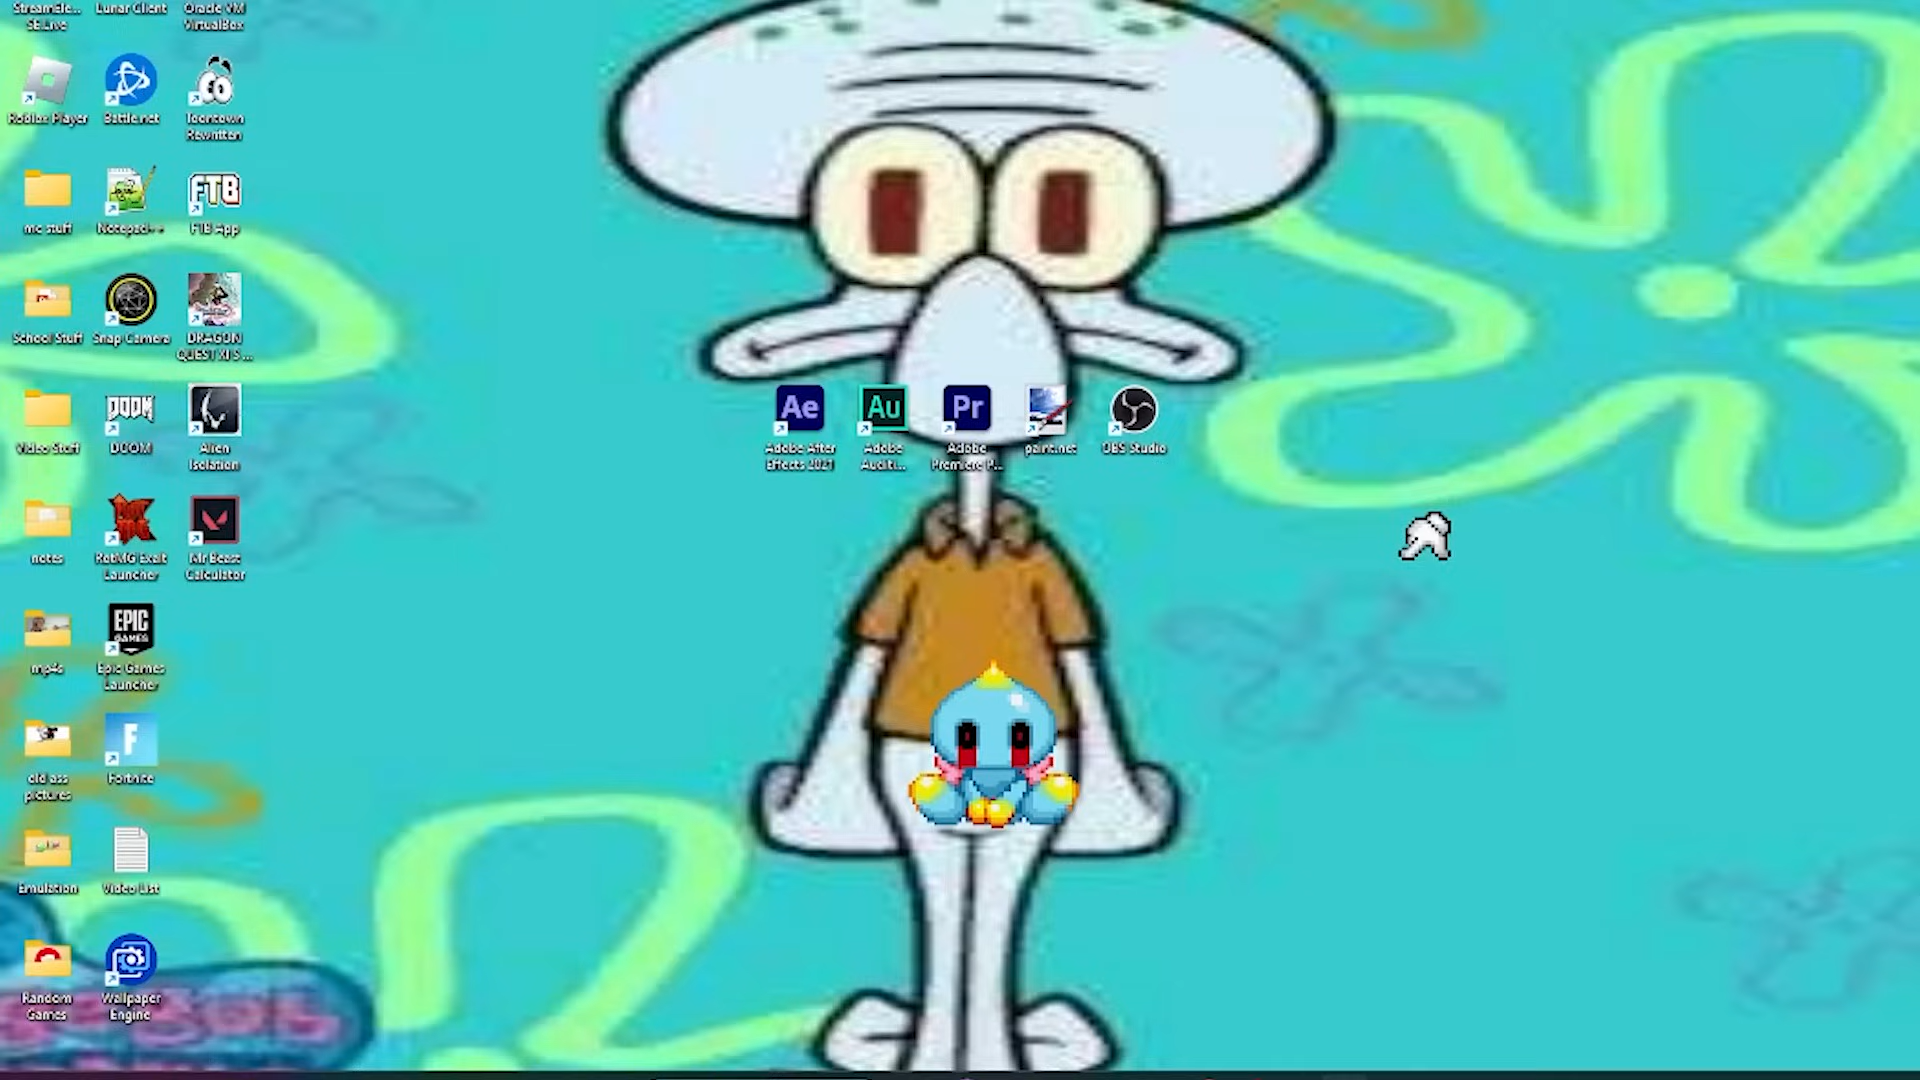 StreamEle...
SE.Live
Lunar Client
Oracle VM
VirtualBox
Roblox Player
Battle.net
Toontown
Rewritten
mc stuff
Notepad++
FTB
FTB App
School Stuff
Snap Camera
DRAGON
QUEST XI S ...
Video Stuff
DOOM
DOOM
Alien
Isolation
Ae
Adobe After
Effects 2021
Au
Adobe
Auditi...
Pr
Adobe
Premiere P...
paint.net
OBS Studio
notes
RotMG Exalt
Launcher
Mr Beast
Calculator
mp4s
EPIC
GAMES
Epic Games
Launcher
old ass
pictures
F
Fortnite
Emulation
Video List
Random
Games
Wallpaper
Engine